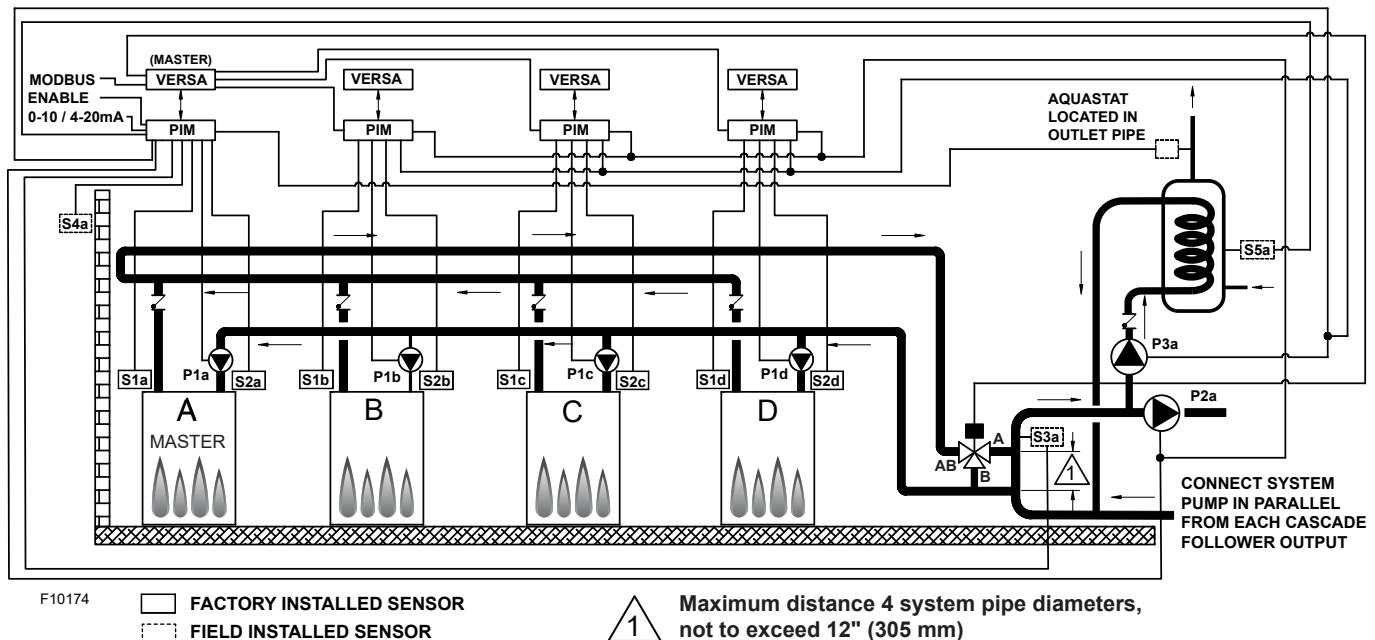 (MASTER)
MODBUS
VERSA
VERSA
VERSA
VERSA
ENABLE
0-10 / 4-20mA
PIM
PIM
PIM
PIM
AQUASTAT
LOCATED IN
OUTLET PIPE
S4a
S5a
P3a
P1a
P1b
P1c
P1d
S1a
S2a
S1b
S2b
S1c
S2c
S1d
S2d
P2a
A
MASTER
B
C
D
S3a
A
AB
B
1
CONNECT SYSTEM
PUMP IN PARALLEL
FROM EACH CASCADE
FOLLOWER OUTPUT
F10174
FACTORY INSTALLED SENSOR
FIELD INSTALLED SENSOR
1
Maximum distance 4 system pipe diameters,
not to exceed 12" (305 mm)